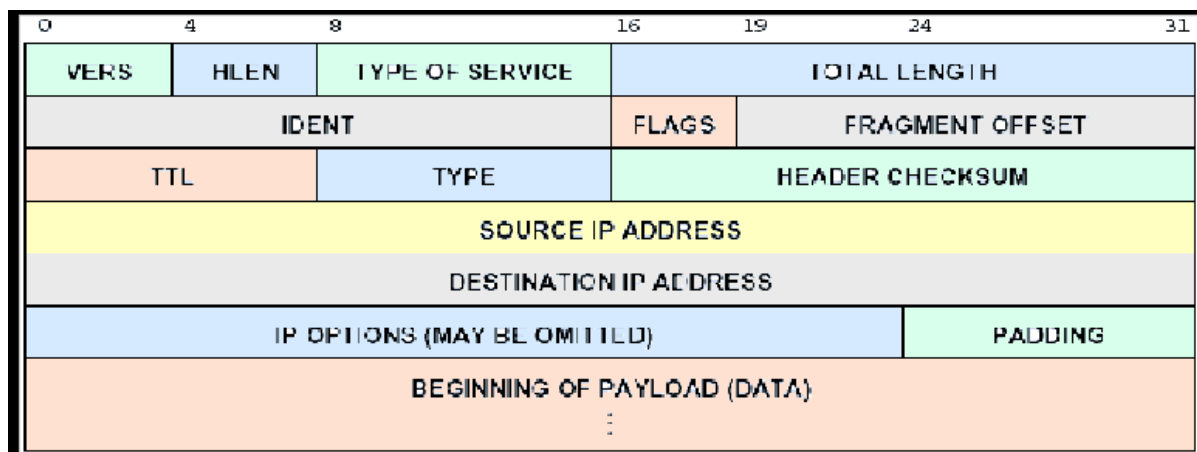 0 4 8 16 19 24 31
VERS HLEN TYPE OF SERVICE TOTAL LENGTH
IDENT FLAGS FRAGMENT OFFSET
TTL TYPE HEADER CHECKSUM
SOURCE IP ADDRESS
DESTINATION IP ADDRESS
IP OPTIONS (MAY BE OMITTED) PADDING
BEGINNING OF PAYLOAD (DATA)